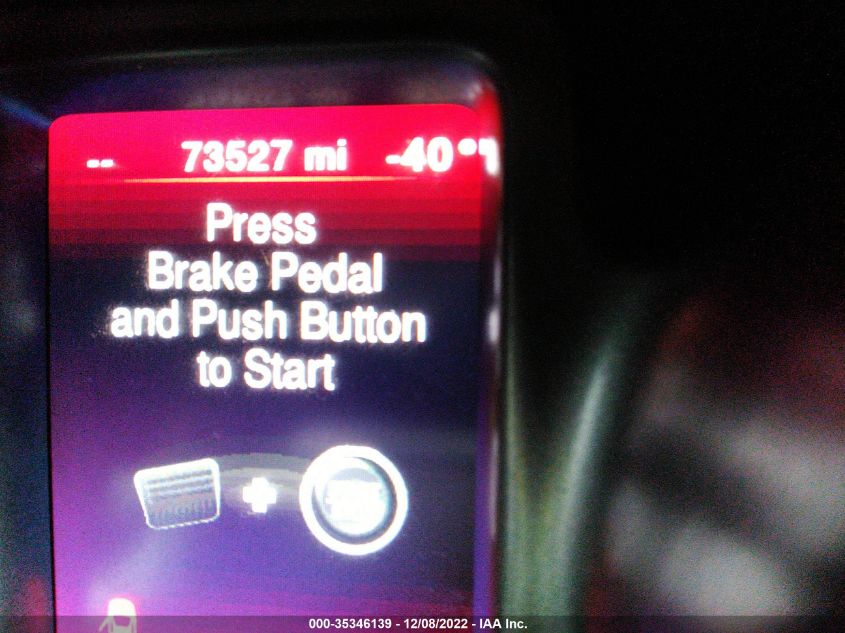 -- 73527 mi -40°
Press
Brake Pedal
and Push Button
to Start
000-35346139 - 12/08/2022 - IAA Inc.